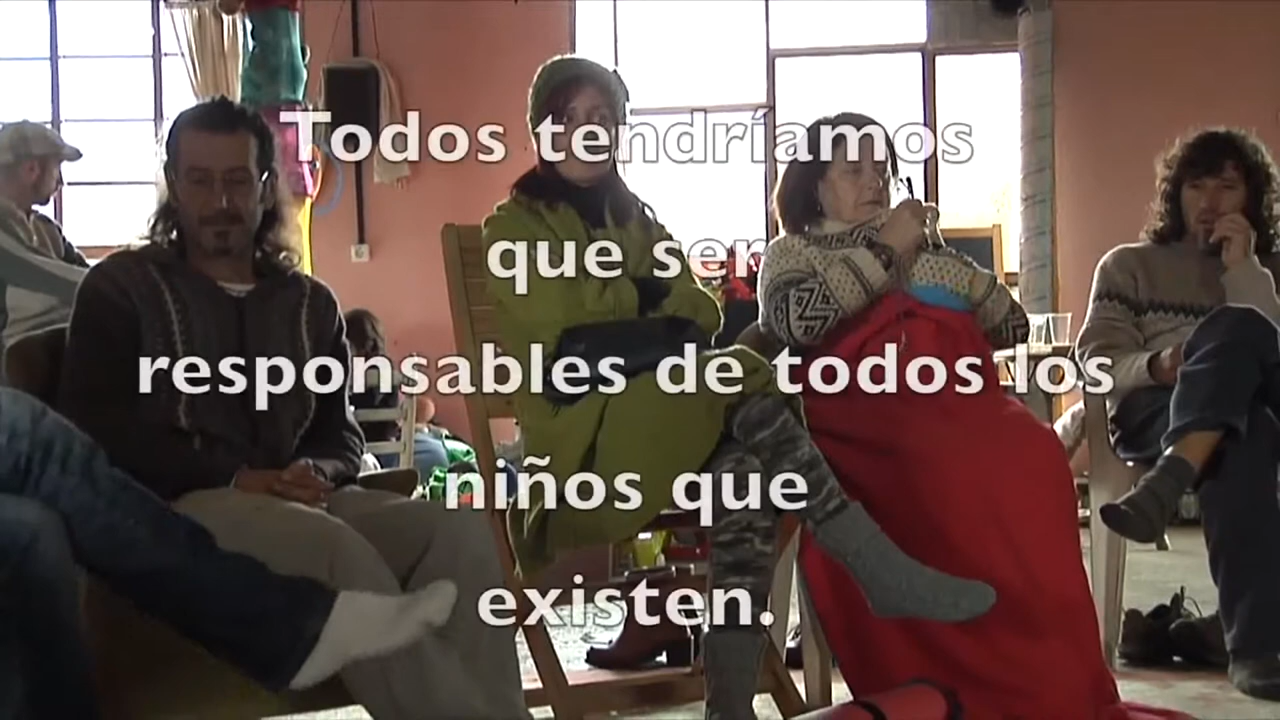 Todos tendríamos
que ser
responsables de todos los
niños que
existen.